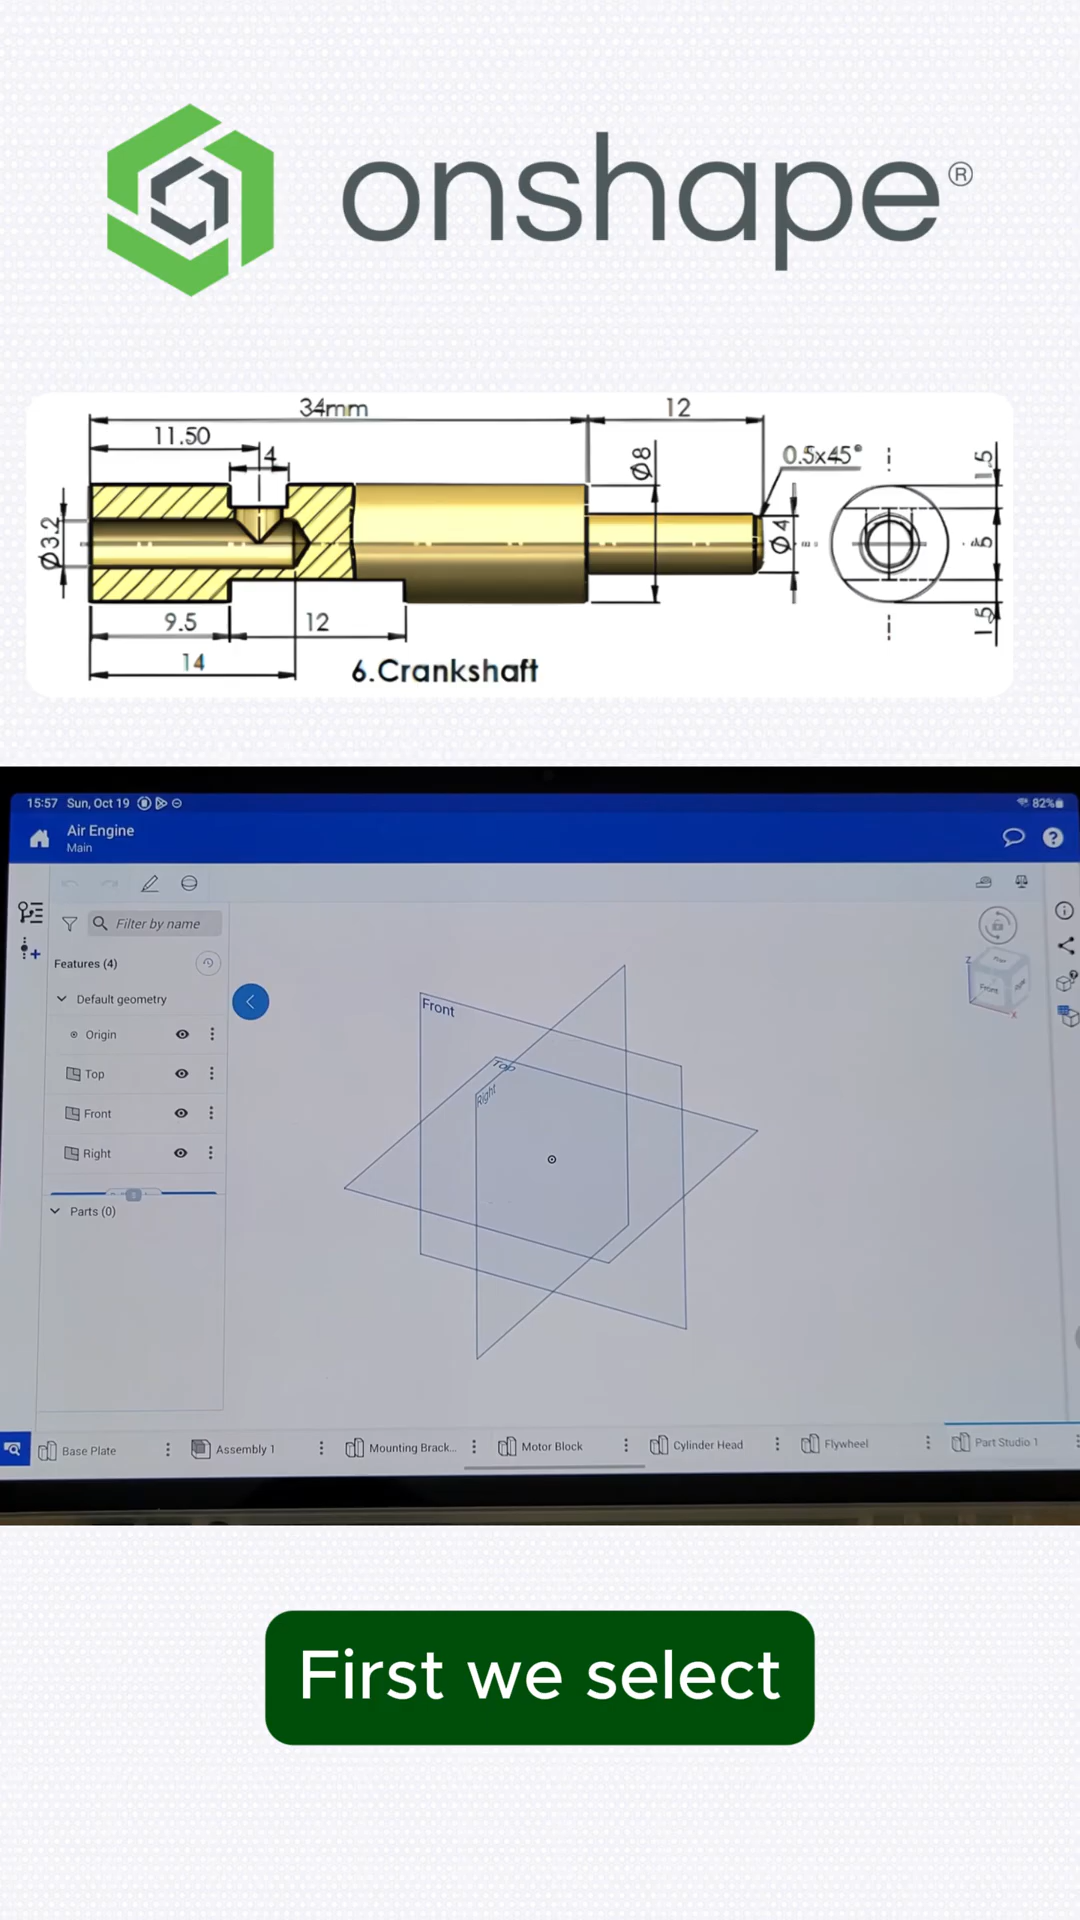 onshape®
34mm
12
11.50
4
Ø8
0.5x45°
1.5
Ø3.2
Ø4
5
1.5
9.5
12
14
6.Crankshaft
15:57 Sun, Oct 19
82%
Air Engine
Main
Filter by name
Features (4)
Default geometry
Origin
Top
Front
Right
Parts (0)
Front
Top
Right
Z
Front
Right
X
Base Plate
Assembly 1
Mounting Brack...
Motor Block
Cylinder Head
Flywheel
Part Studio 1
First we select